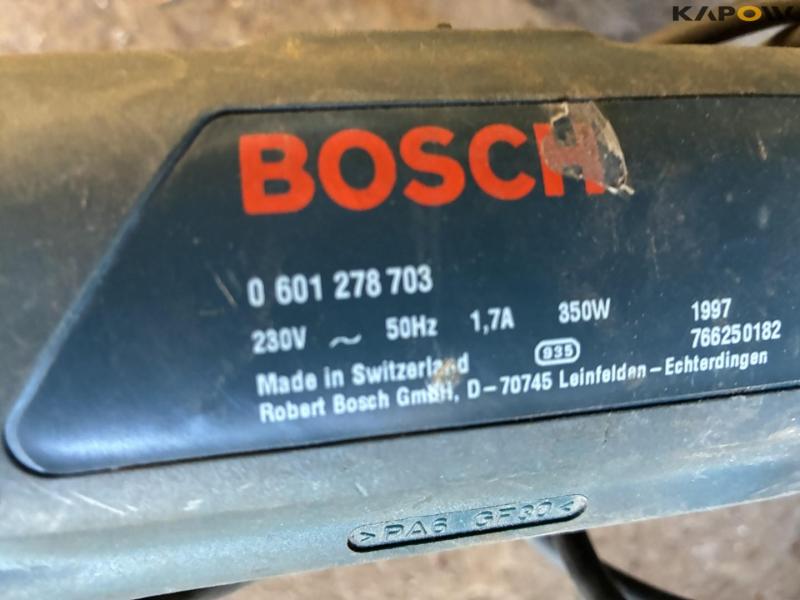 KAPOW
BOSCH
0 601 278 703
230V ~ 50Hz 1,7A 350W 1997
935 766250182
Made in Switzerland
Robert Bosch GmbH, D-70745 Leinfelden-Echterdingen
>PA6 GF30<